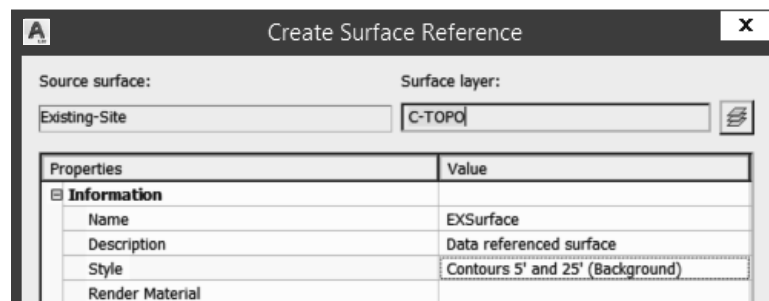 Create Surface Reference X
Source surface: Surface layer:
Existing-Site C-TOPO
Properties Value
Information
Name EXSurface
Description Data referenced surface
Style Contours 5' and 25' (Background)
Render Material